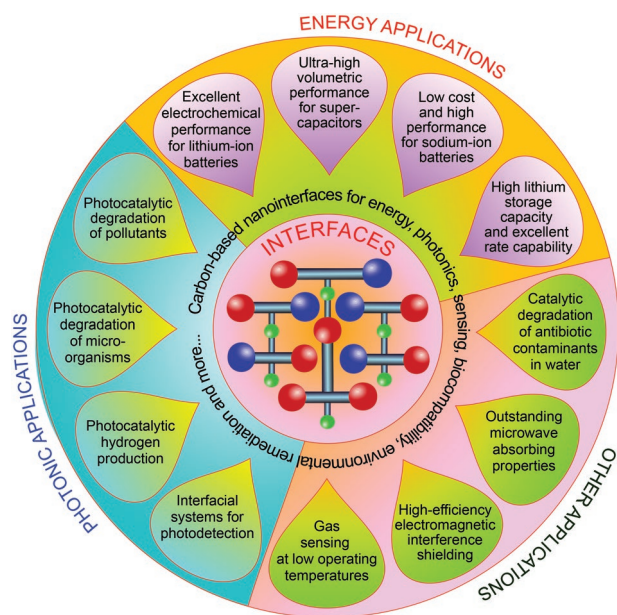 ENERGY APPLICATIONS
Excellent
electrochemical
performance
for lithium-ion
batteries
Ultra-high
volumetric
performance
for super-
capacitors
Low cost
and high
performance
for sodium-ion
batteries
High lithium
storage
capacity
and excellent
rate capability
Photocatalytic
degradation
of pollutants
Photocatalytic
degradation
of micro-
organisms
Photocatalytic
hydrogen
production
Interfacial
systems for
photodetection
PHOTONIC APPLICATIONS
Carbon-based nanointerfaces for energy, photonics, sensing, biocompatibility, environmental remediation and more...
INTERFACES
Catalytic
degradation
of antibiotic
contaminants
in water
Outstanding
microwave
absorbing
properties
High-efficiency
electromagnetic
interference
shielding
Gas
sensing
at low operating
temperatures
OTHER APPLICATIONS